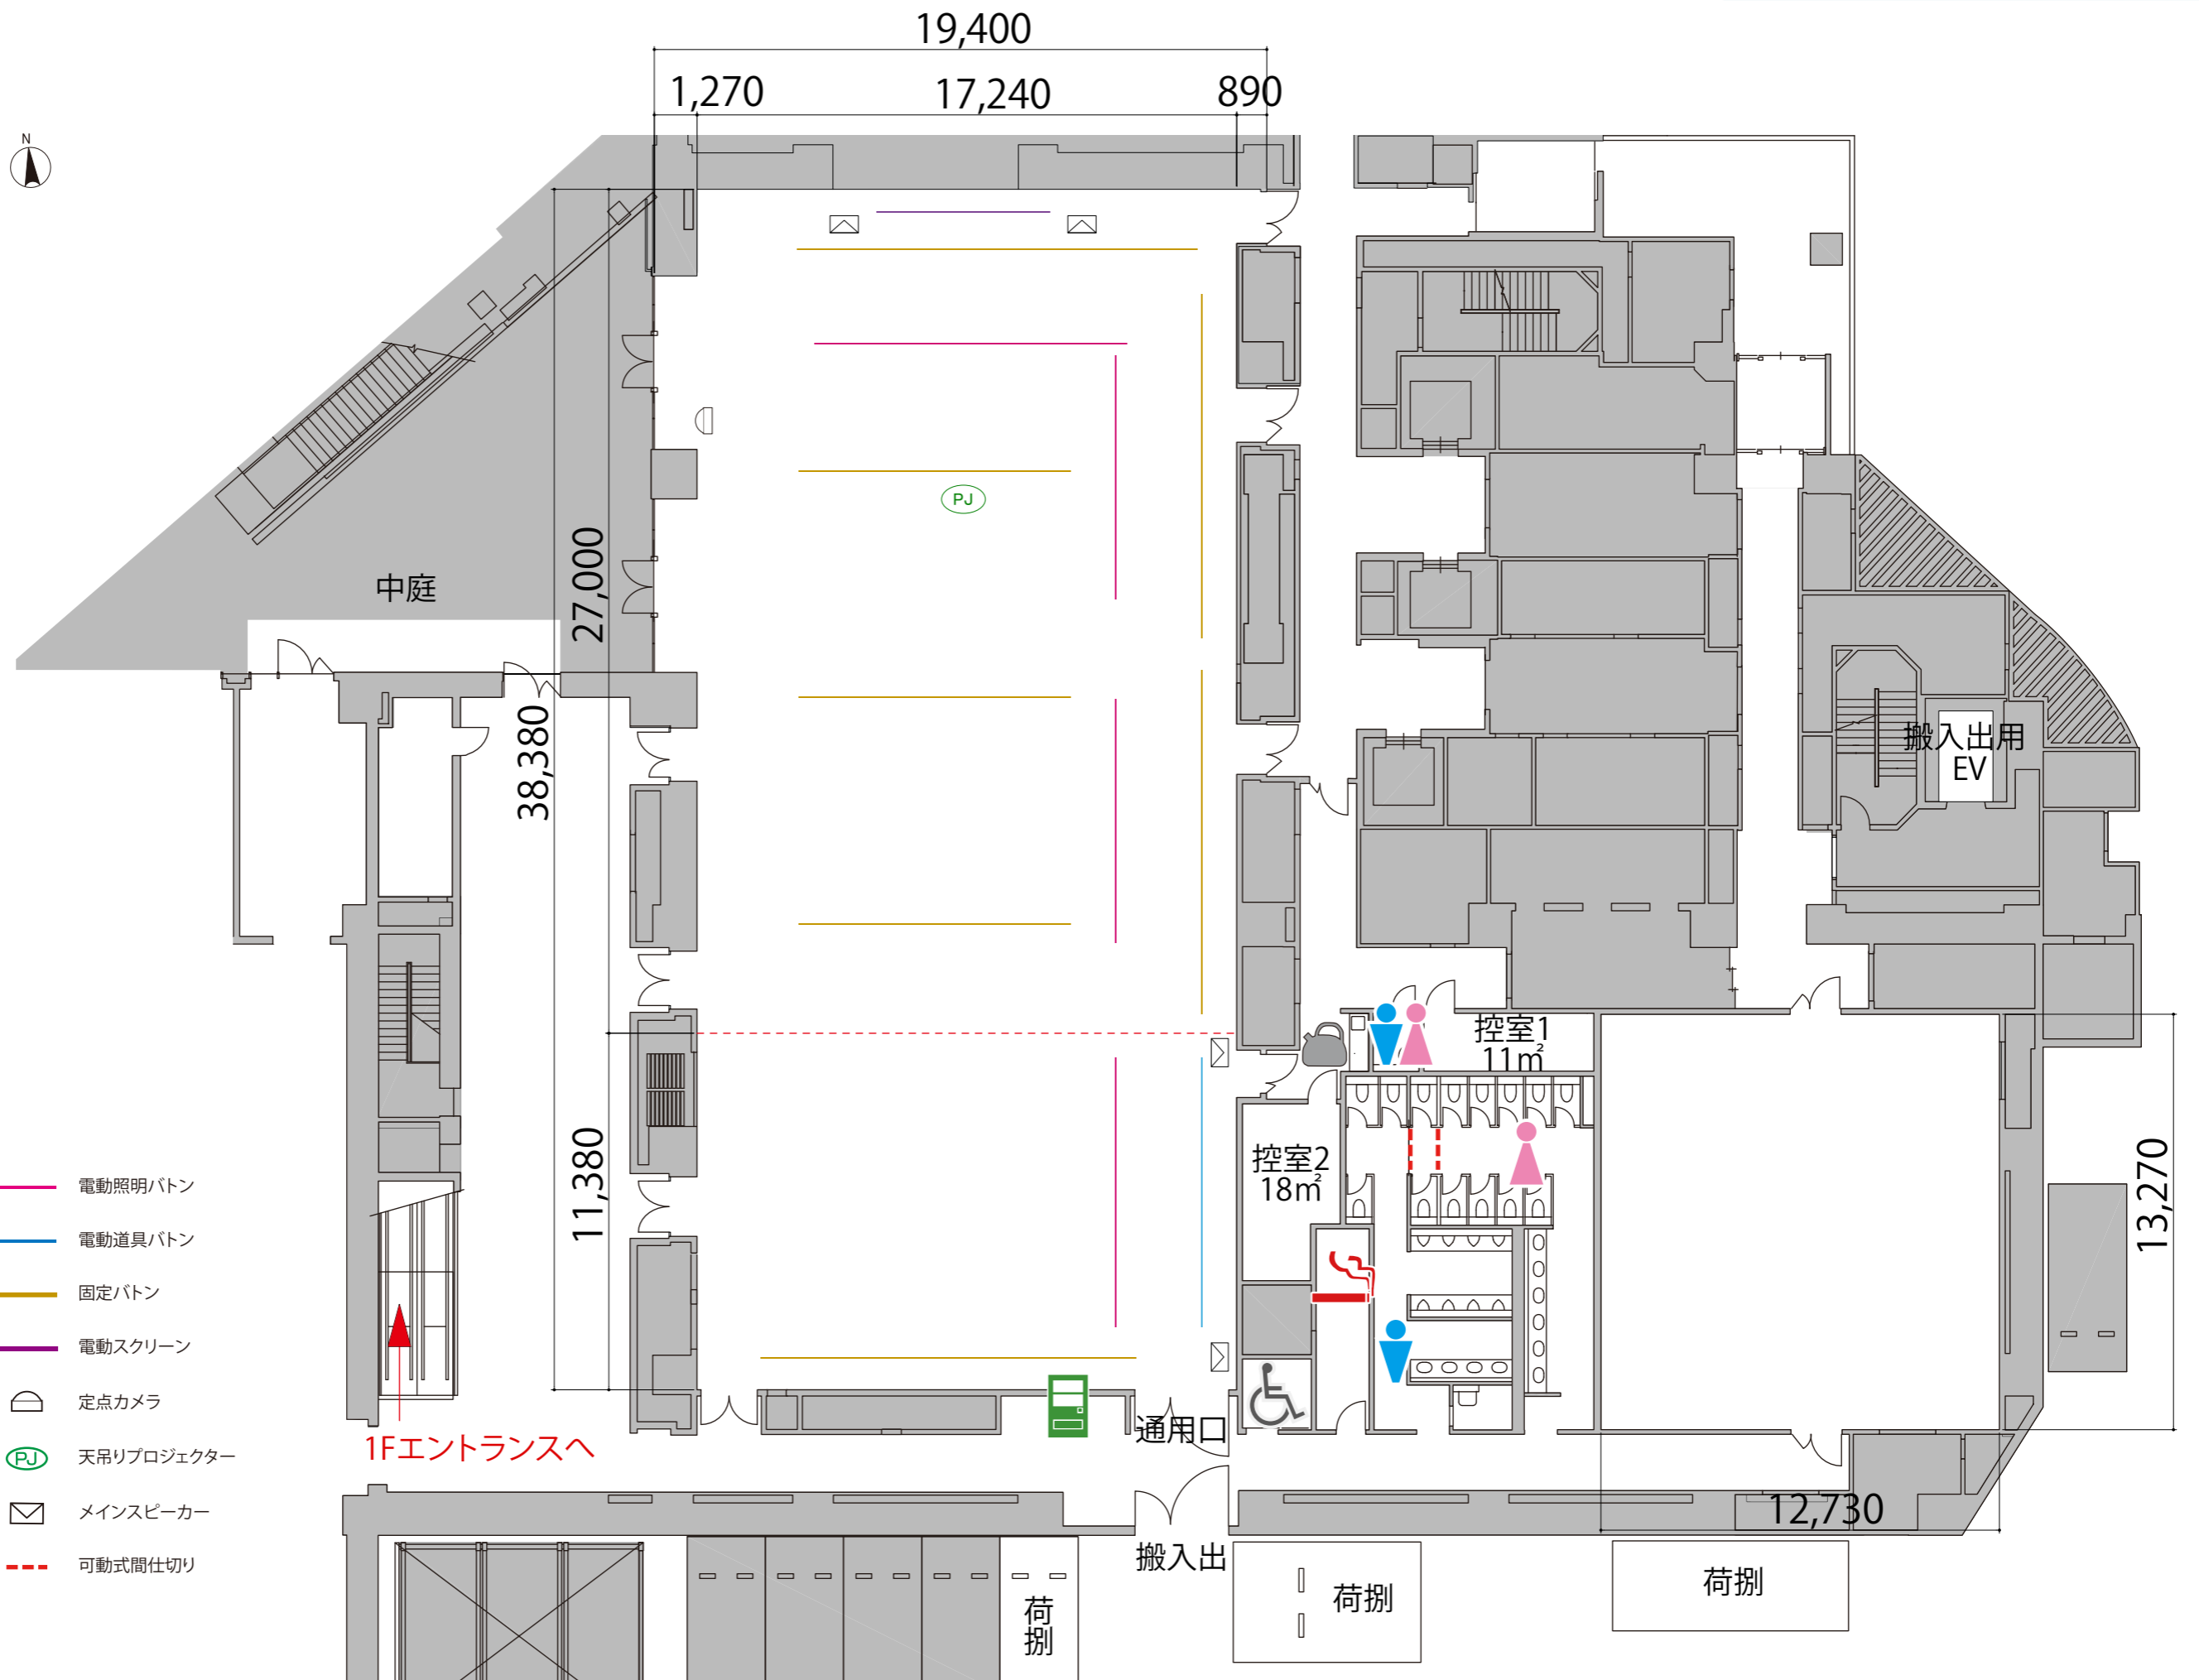 19,400
1,270
17,240
890
N
PJ
27,000
中庭
38,380
搬入出用
EV
控室1
11㎡
控室2
18㎡
11,380
13,270
電動照明バトン
電動道具バトン
固定バトン
電動スクリーン
定点カメラ
PJ
天吊りプロジェクター
メインスピーカー
可動式間仕切り
1Fエントランスへ
通用口
12,730
搬入出
荷捌
荷捌
荷捌